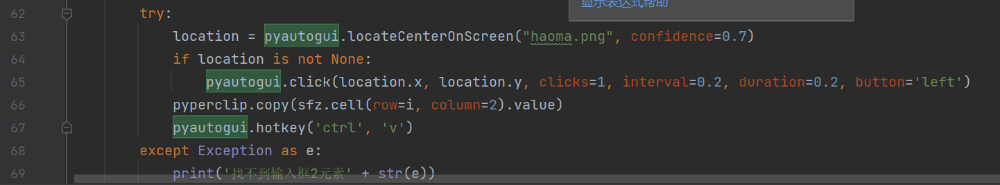 显示表达式帮助
62 try:
63 location = pyautogui.locateCenterOnScreen("haoma.png", confidence=0.7)
64 if location is not None:
65 pyautogui.click(location.x, location.y, clicks=1, interval=0.2, duration=0.2, button='left')
66 pyperclip.copy(sfz.cell(row=i, column=2).value)
67 pyautogui.hotkey('ctrl', 'v')
68 except Exception as e:
69 print('找不到输入框2元素' + str(e))